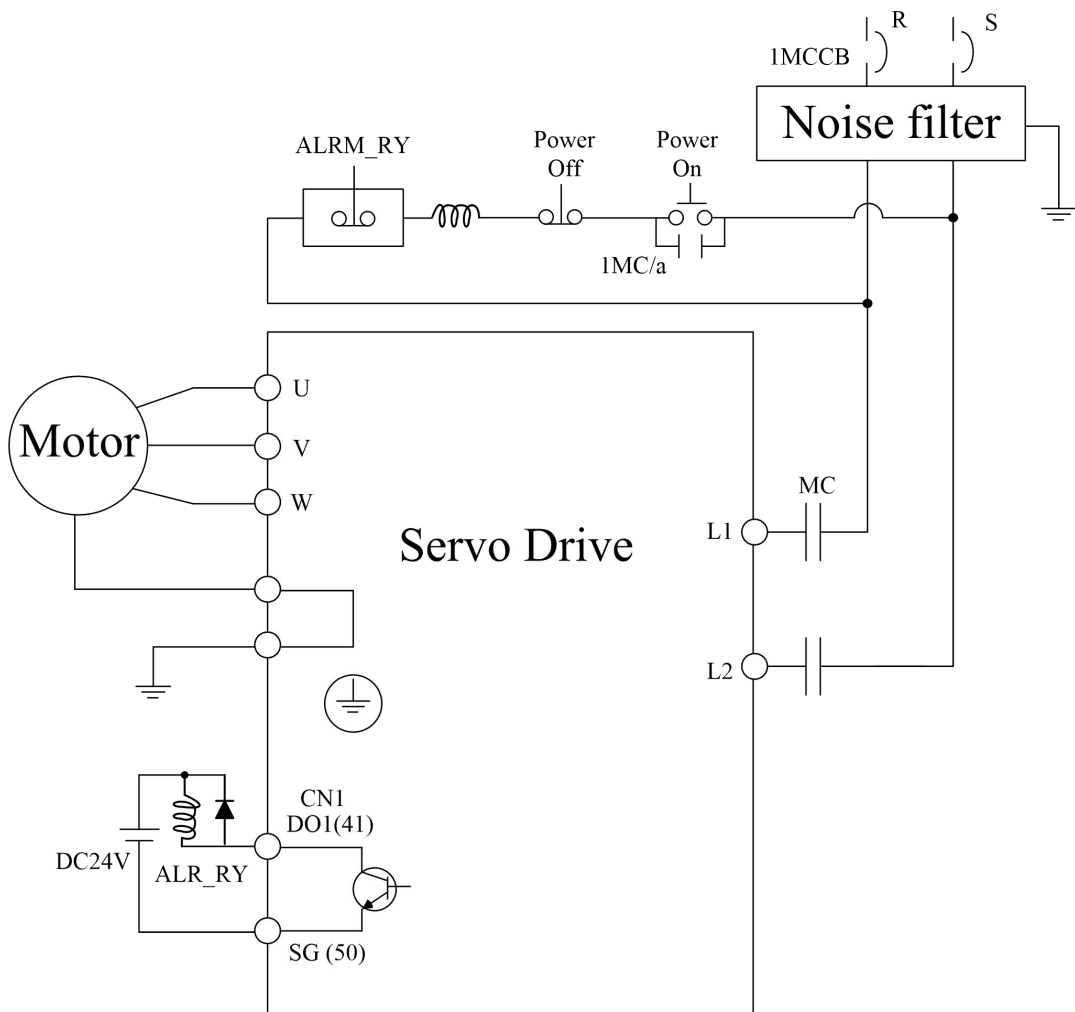 R
S
1MCCB
Noise filter
ALRM_RY
Power
Off
Power
On
1MC/a
U
Motor
V
W
MC
L1
Servo Drive
L2
CN1
DO1(41)
DC24V
ALR_RY
SG (50)